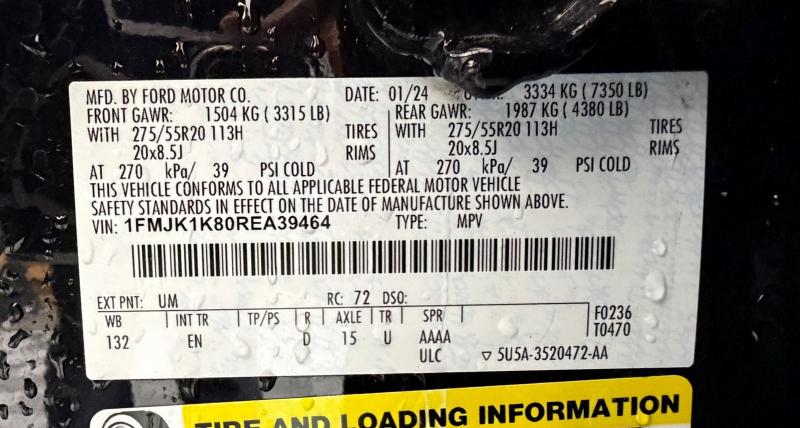 MFD. BY FORD MOTOR CO. DATE: 01/24 3334 KG ( 7350 LB)
FRONT GAWR: 1504 KG ( 3315 LB) REAR GAWR: 1987 KG ( 4380 LB)
WITH 275/55R20 113H TIRES WITH 275/55R20 113H TIRES
20x8.5J RIMS 20x8.5J RIMS
AT 270 kPa/ 39 PSI COLD AT 270 kPa/ 39 PSI COLD
THIS VEHICLE CONFORMS TO ALL APPLICABLE FEDERAL MOTOR VEHICLE
SAFETY STANDARDS IN EFFECT ON THE DATE OF MANUFACTURE SHOWN ABOVE.
VIN: 1FMJK1K80REA39464 TYPE: MPV
EXT PNT: UM RC: 72 DSO:
WB INT TR TP/PS R AXLE TR SPR F0236
132 EN D 15 U AAAA T0470
ULC ▽ 5U5A-3520472-AA
TIRE AND LOADING INFORMATION